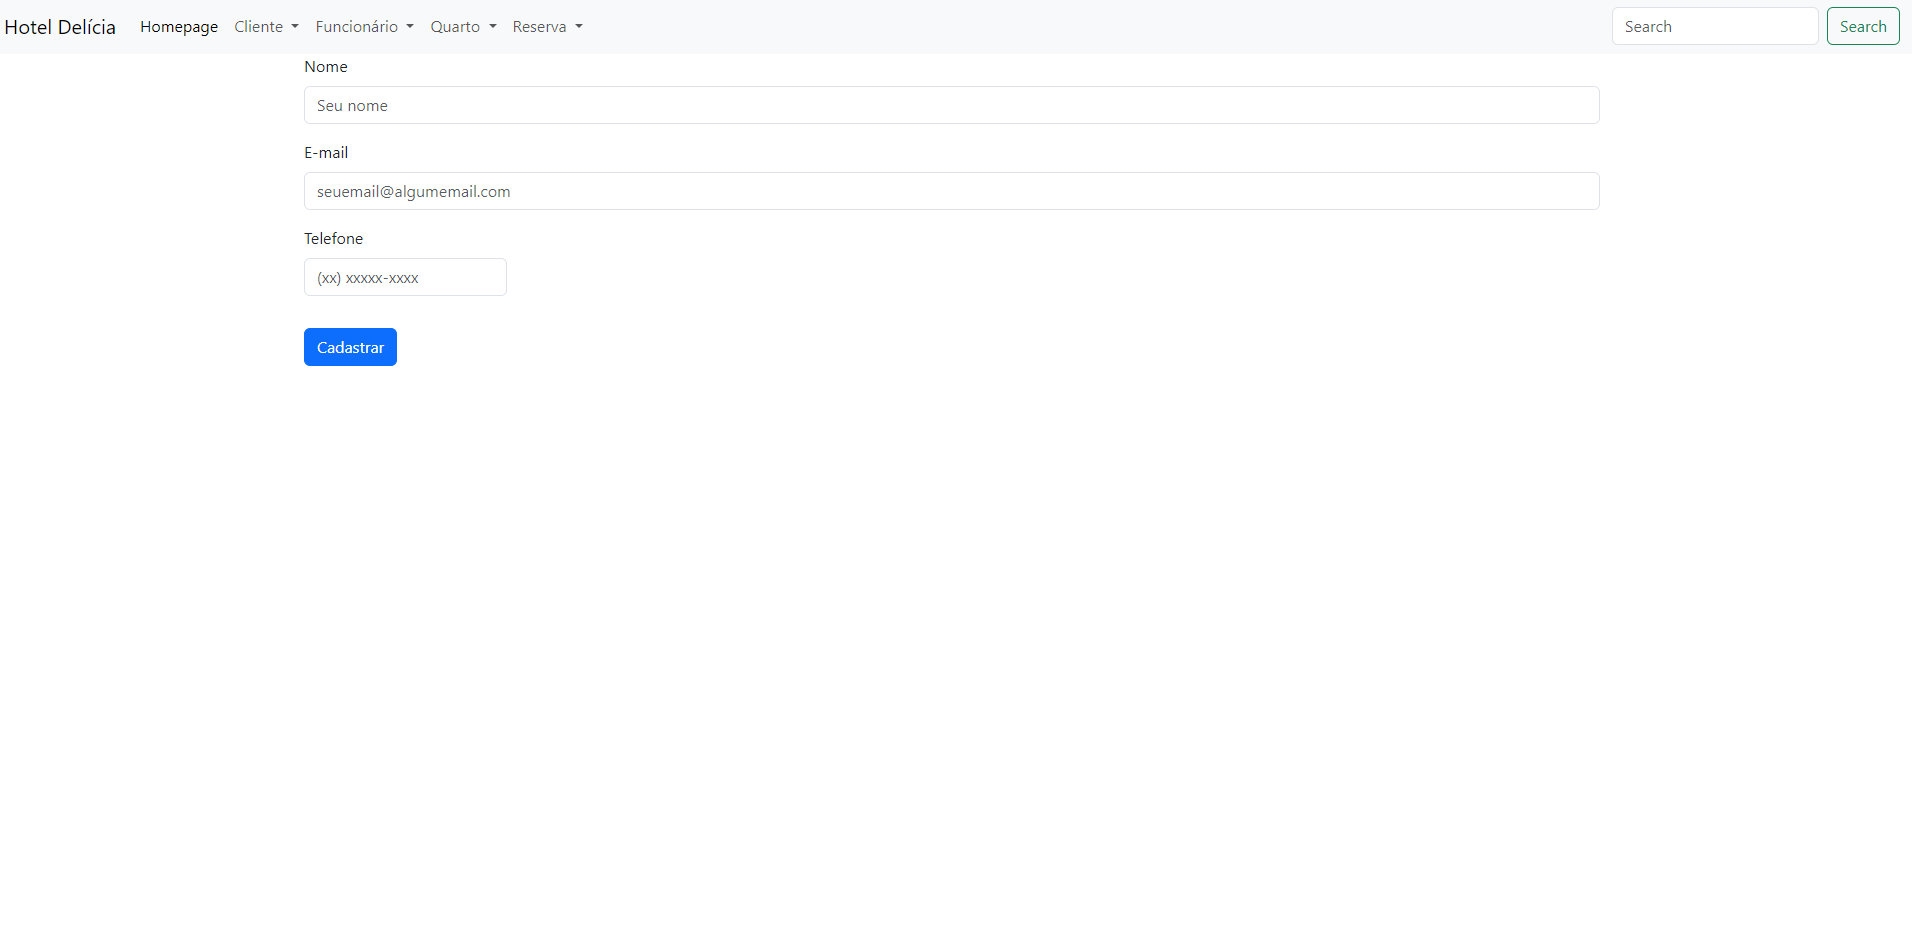 Hotel Delícia Homepage Cliente Funcionário Quarto Reserva Search Search
Nome
Seu nome
E-mail
seuemail@algumemail.com
Telefone
(xx) xxxxx-xxxx
Cadastrar